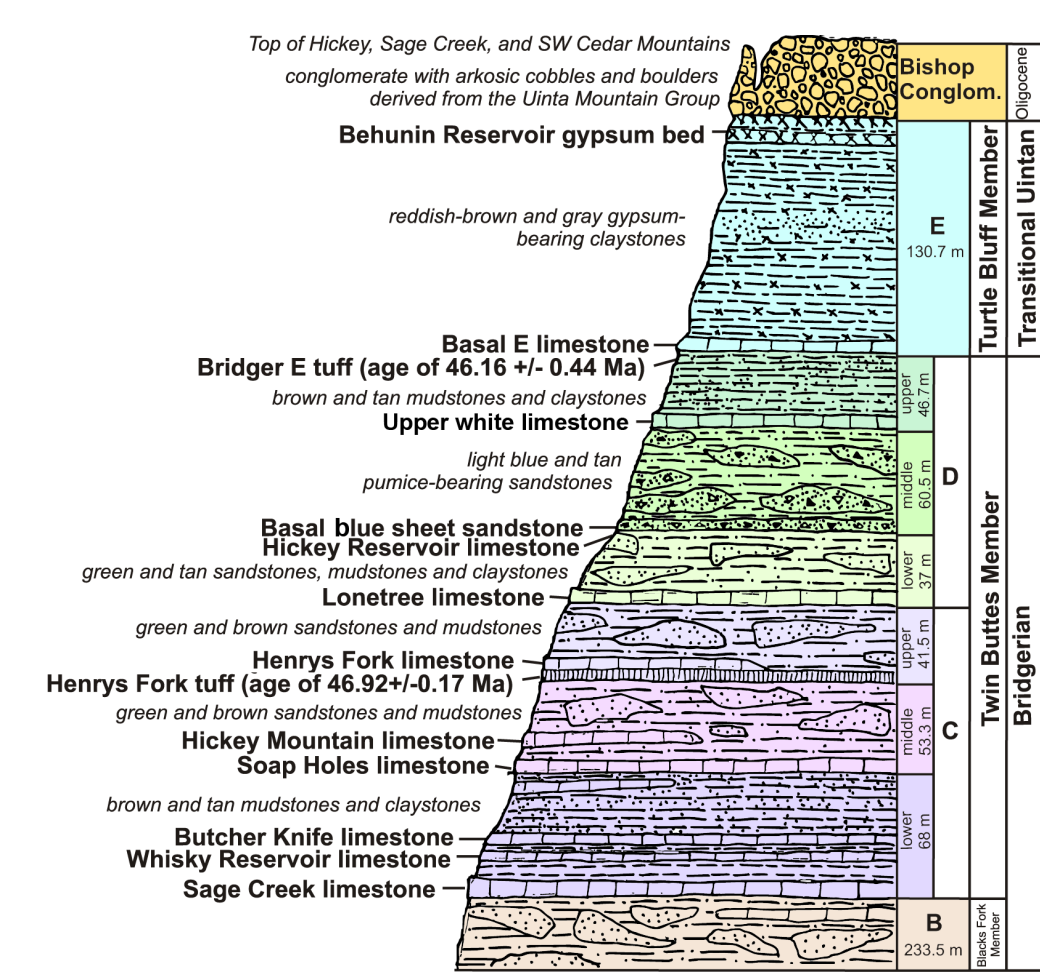 Top of Hickey, Sage Creek, and SW Cedar Mountains
conglomerate with arkosic cobbles and boulders
derived from the Uinta Mountain Group
Behunin Reservoir gypsum bed
reddish-brown and gray gypsum-
bearing claystones
Basal E limestone
Bridger E tuff (age of 46.16 +/- 0.44 Ma)
brown and tan mudstones and claystones
Upper white limestone
light blue and tan
pumice-bearing sandstones
Basal blue sheet sandstone
Hickey Reservoir limestone
green and tan sandstones, mudstones and claystones
Lonetree limestone
green and brown sandstones and mudstones
Henrys Fork limestone
Henrys Fork tuff (age of 46.92+/-0.17 Ma)
green and brown sandstones and mudstones
Hickey Mountain limestone
Soap Holes limestone
brown and tan mudstones and claystones
Butcher Knife limestone
Whisky Reservoir limestone
Sage Creek limestone
Bishop
Conglom.
Oligocene
E
130.7 m
Turtle Bluff Member
Transitional Uintan
upper
46.7m
middle
60.5 m
lower
37 m
D
upper
41.5 m
middle
53.3 m
lower
68 m
C
Twin Buttes Member
Bridgerian
B
233.5 m
Blacks Fork
Member